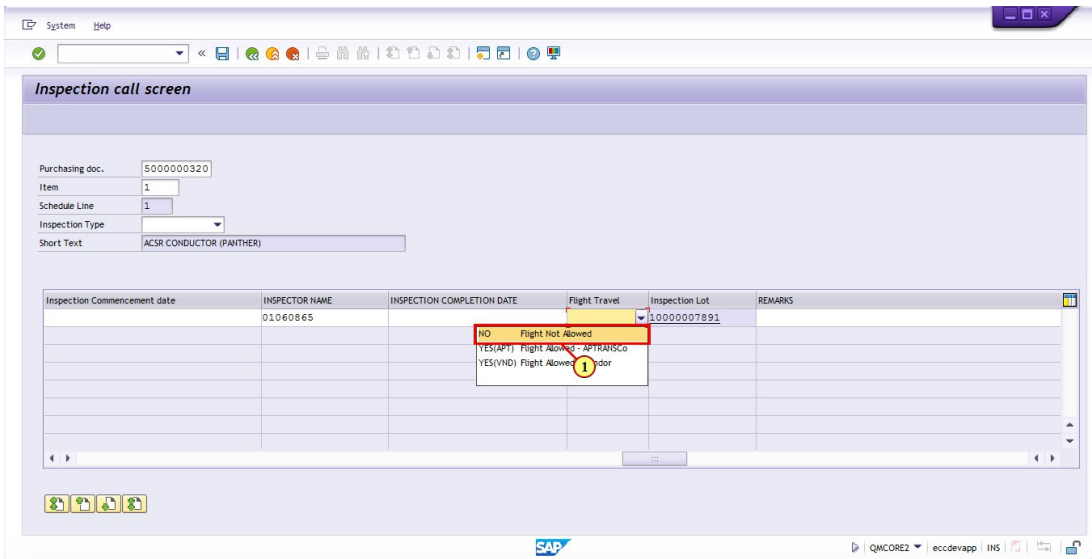 System Help
Inspection call screen
Purchasing doc. 5000000320
Item 1
Schedule Line 1
Inspection Type
Short Text ACSR CONDUCTOR (PANTHER)
Inspection Commencement date INSPECTOR NAME INSPECTION COMPLETION DATE Flight Travel Inspection Lot REMARKS
01060865 10000007891
NO Flight Not Allowed
YES(APT) Flight Allowed - APTRANSCo
YES(VND) Flight Allowed
1
SAP
QMCORE2 eccdevapp INS